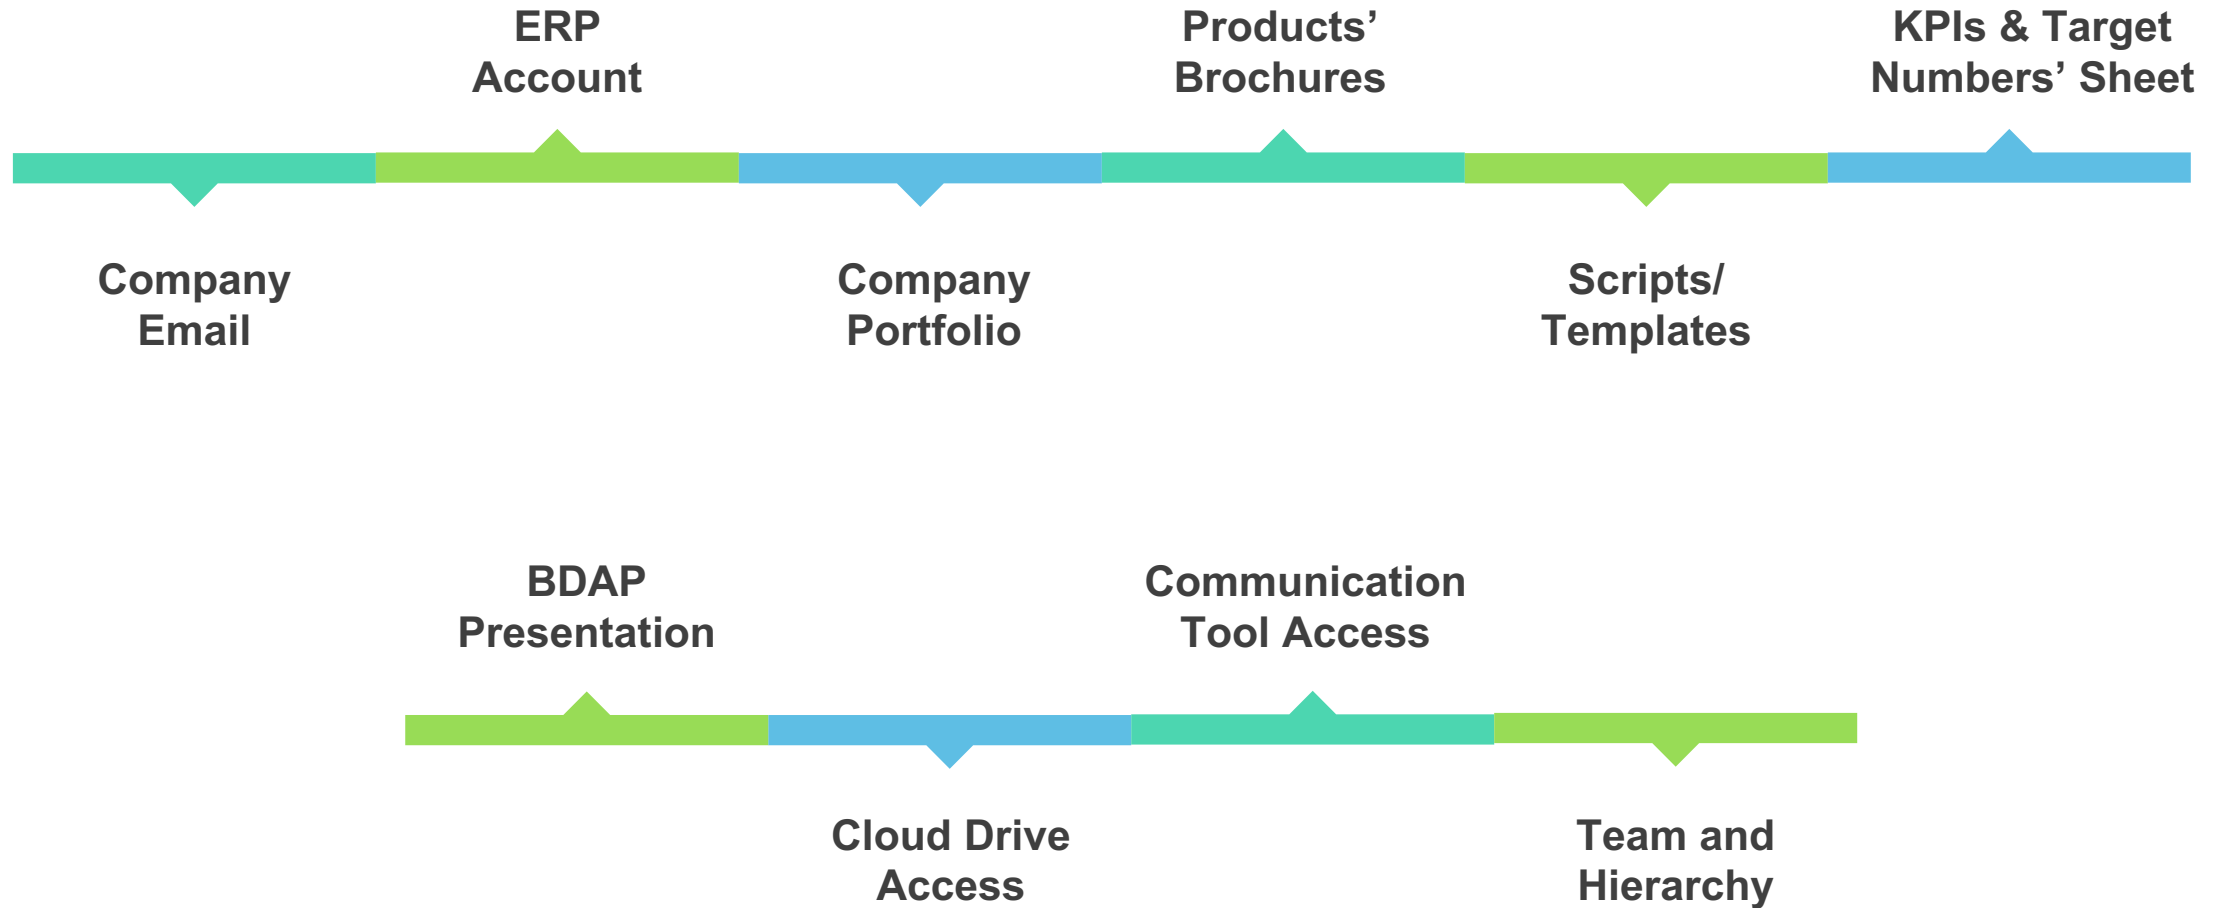 ERP
Account
Products’
Brochures
KPIs & Target
Numbers’ Sheet
Company
Email
Company
Portfolio
Scripts/
Templates
BDAP
Presentation
Communication
Tool Access
Cloud Drive
Access
Team and
Hierarchy